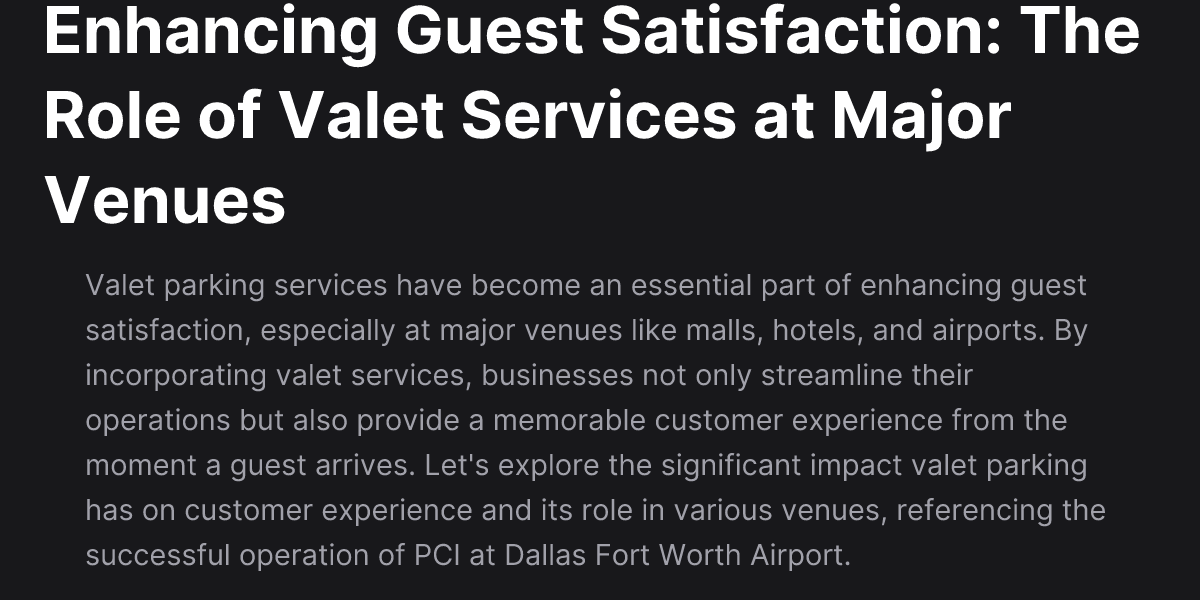 Enhancing Guest Satisfaction: The
Role of Valet Services at Major
Venues
Valet parking services have become an essential part of enhancing guest
satisfaction, especially at major venues like malls, hotels, and airports. By
incorporating valet services, businesses not only streamline their
operations but also provide a memorable customer experience from the
moment a guest arrives. Let's explore the significant impact valet parking
has on customer experience and its role in various venues, referencing the
successful operation of PCI at Dallas Fort Worth Airport.